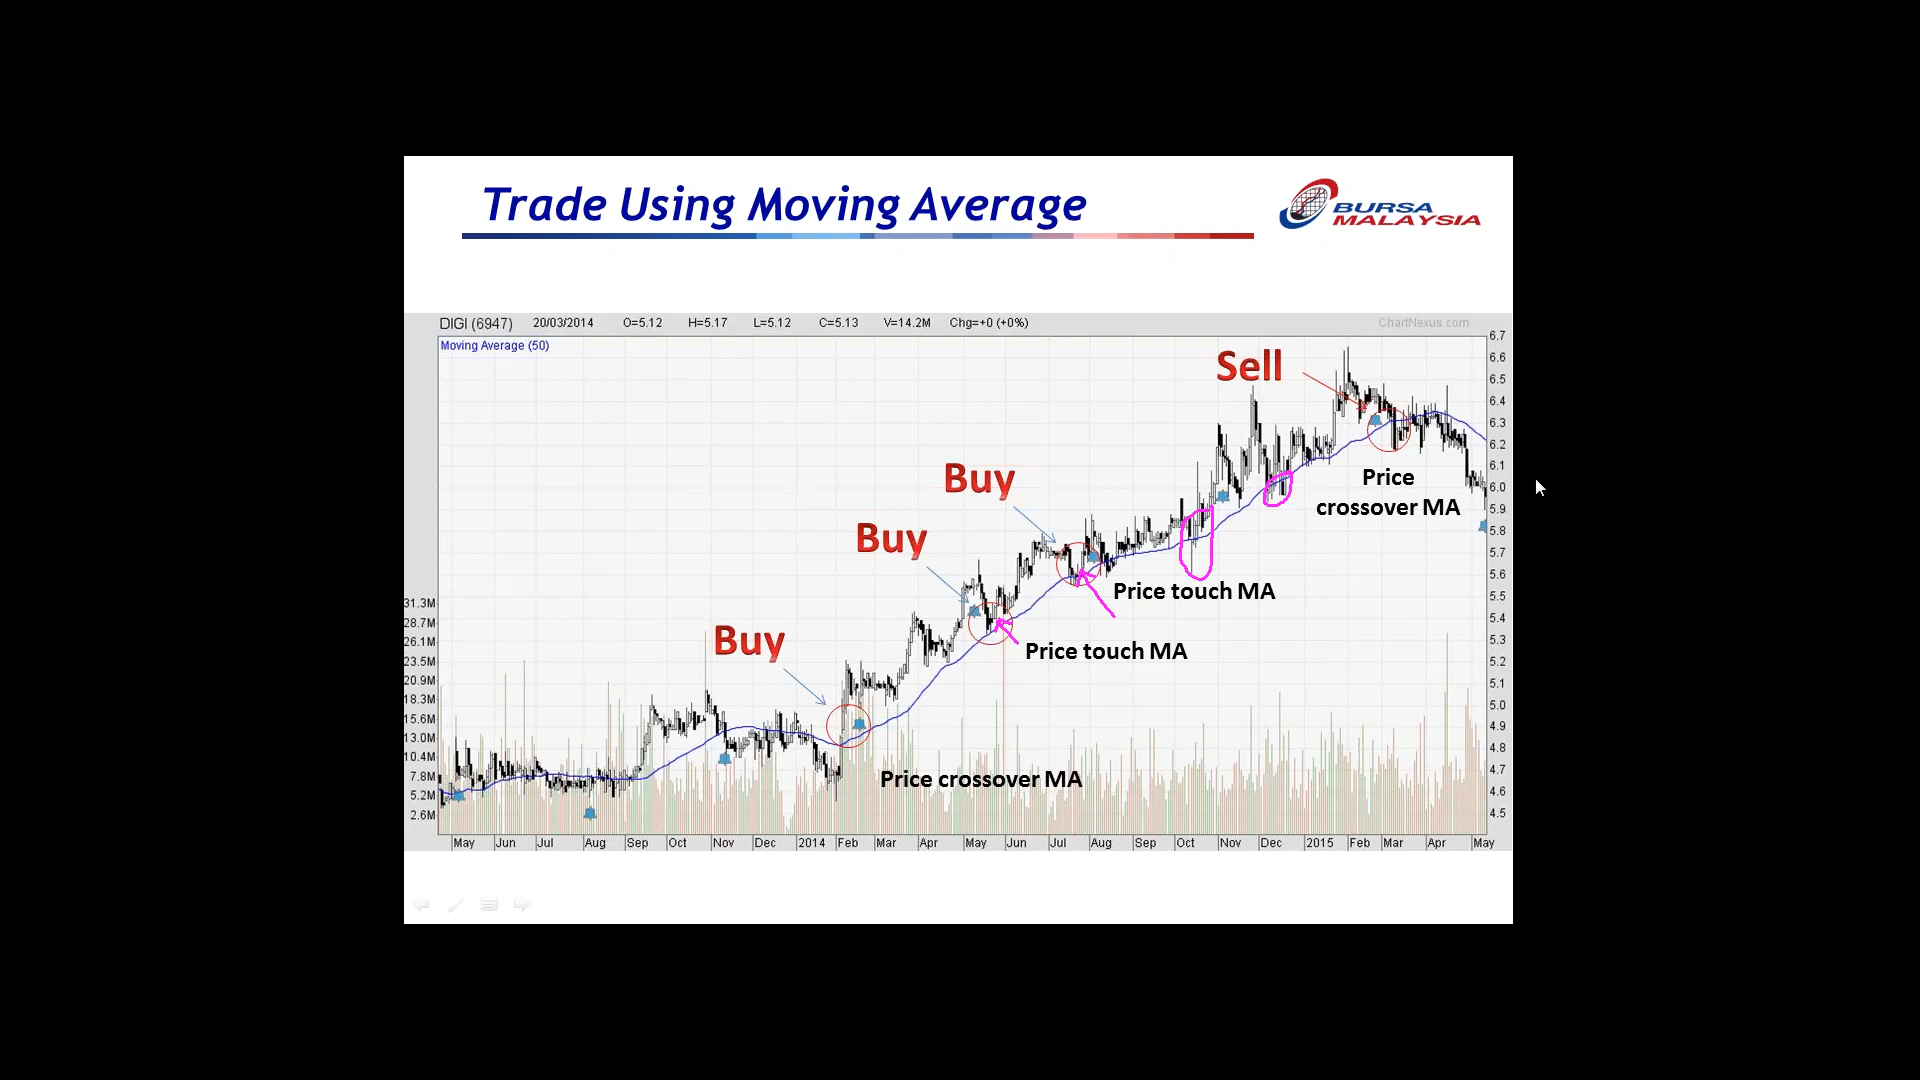 Trade Using Moving Average
BURSA
MALAYSIA
DIGI (6947) 20/03/2014 O=5.12 H=5.17 L=5.12 C=5.13 V=14.2M Chg=+0 (+0%)
ChartNexus.com
Moving Average (50)
Sell
Buy
Buy
Buy
Price
crossover MA
Price touch MA
Price touch MA
Price crossover MA
6.7
6.6
6.5
6.4
6.3
6.2
6.1
6.0
5.9
5.8
5.7
5.6
5.5
5.4
5.3
5.2
5.1
5.0
4.9
4.8
4.7
4.6
4.5
31.3M
28.7M
26.1M
23.5M
20.9M
18.3M
15.6M
13.0M
10.4M
7.8M
5.2M
2.6M
May Jun Jul Aug Sep Oct Nov Dec 2014 Feb Mar Apr May Jun Jul Aug Sep Oct Nov Dec 2015 Feb Mar Apr May